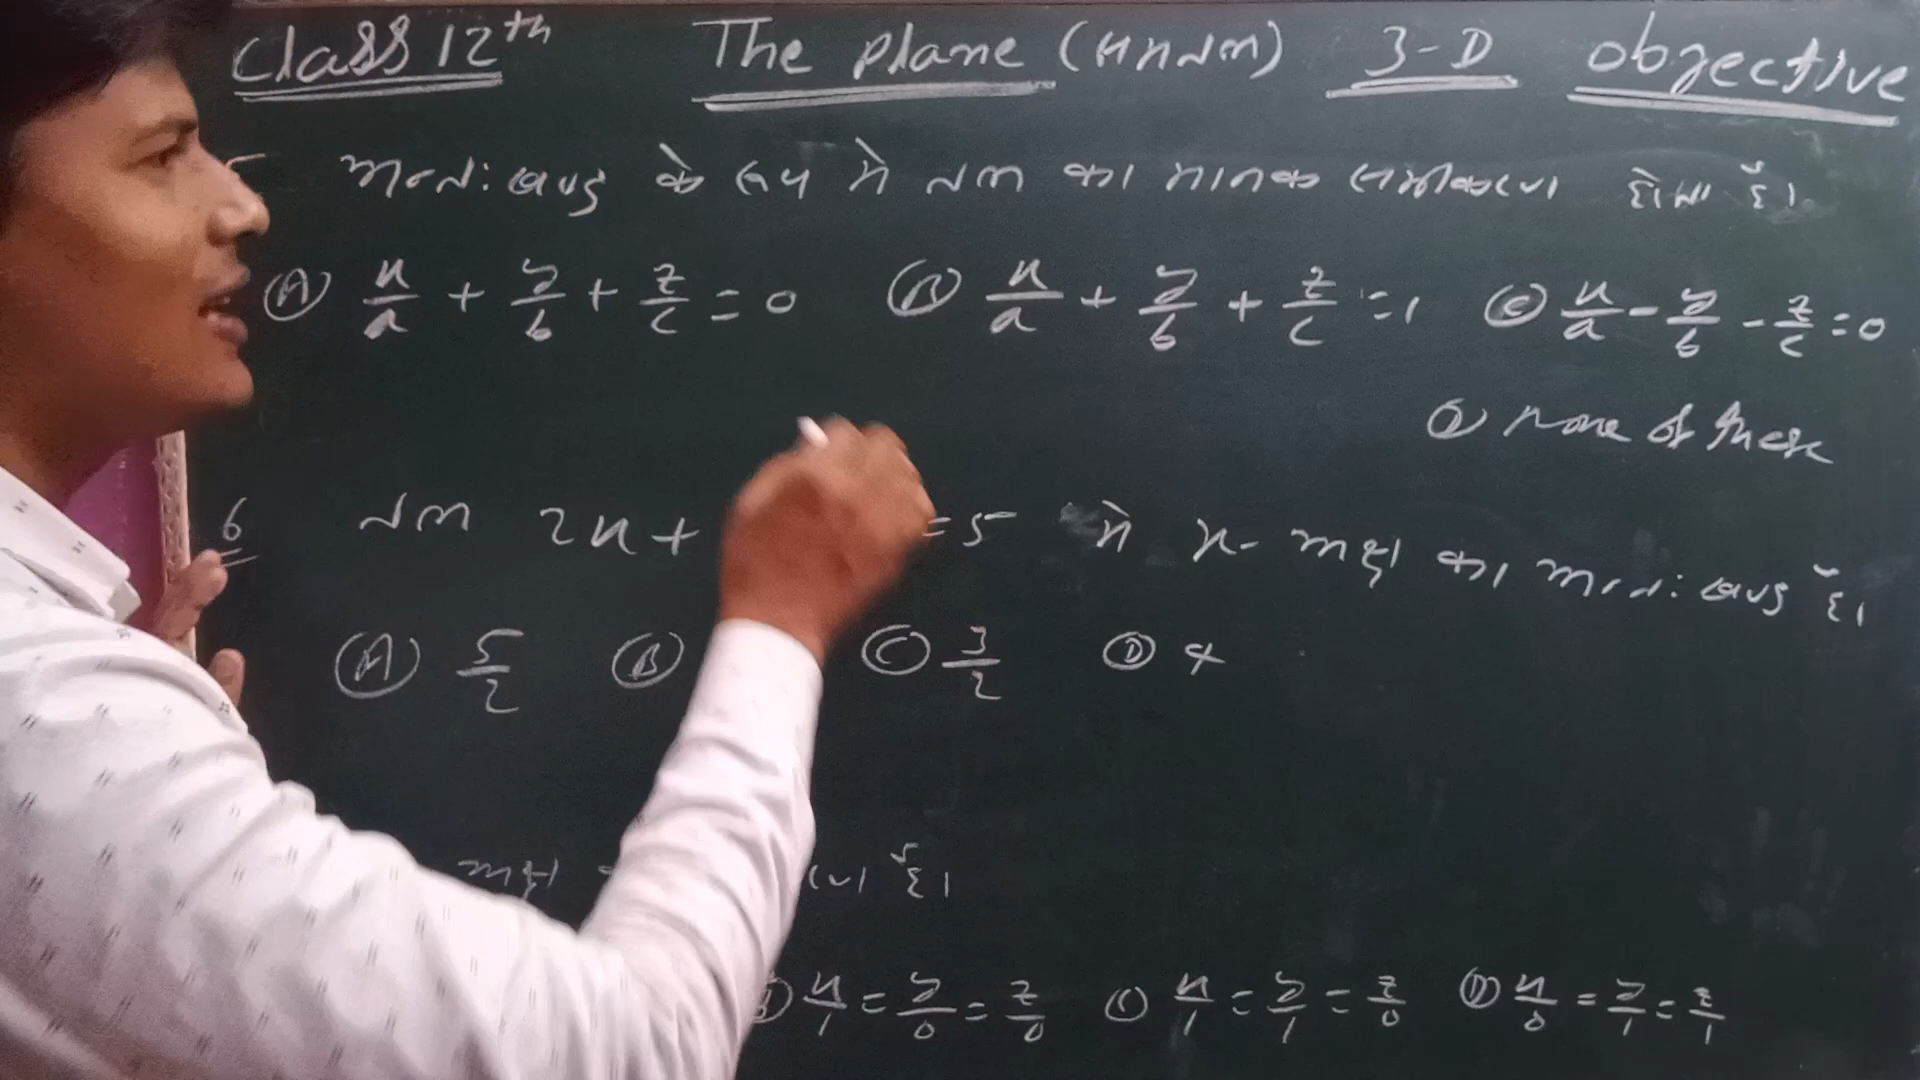 Class 12th The Plane (समतल) 3-D objective
5 अन्तः खण्ड के रूप में तल का मानक समीकरण होता है।
Ⓐ x/a + y/b + z/c = 0 Ⓑ x/a + y/b + z/c = 1 Ⓒ x/a - y/b - z/c = 0
Ⓓ None of these
6 तल 2x + = 5 में x-अक्ष का अन्तः खण्ड है।
Ⓐ 5/2 Ⓑ Ⓒ 3/2 Ⓓ 4
अक्ष है।
Ⓑ x/1 = y/0 = z/0 Ⓒ x/1 = y/1 = z/0 Ⓓ x/0 = y/1 = z/1